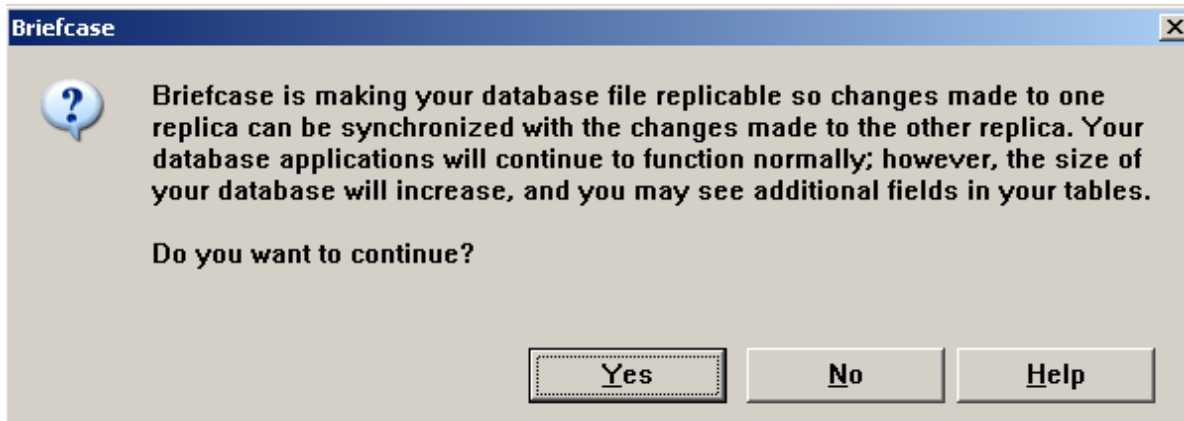 Briefcase
Briefcase is making your database file replicable so changes made to one
replica can be synchronized with the changes made to the other replica. Your
database applications will continue to function normally; however, the size of
your database will increase, and you may see additional fields in your tables.
Do you want to continue?
Yes No Help